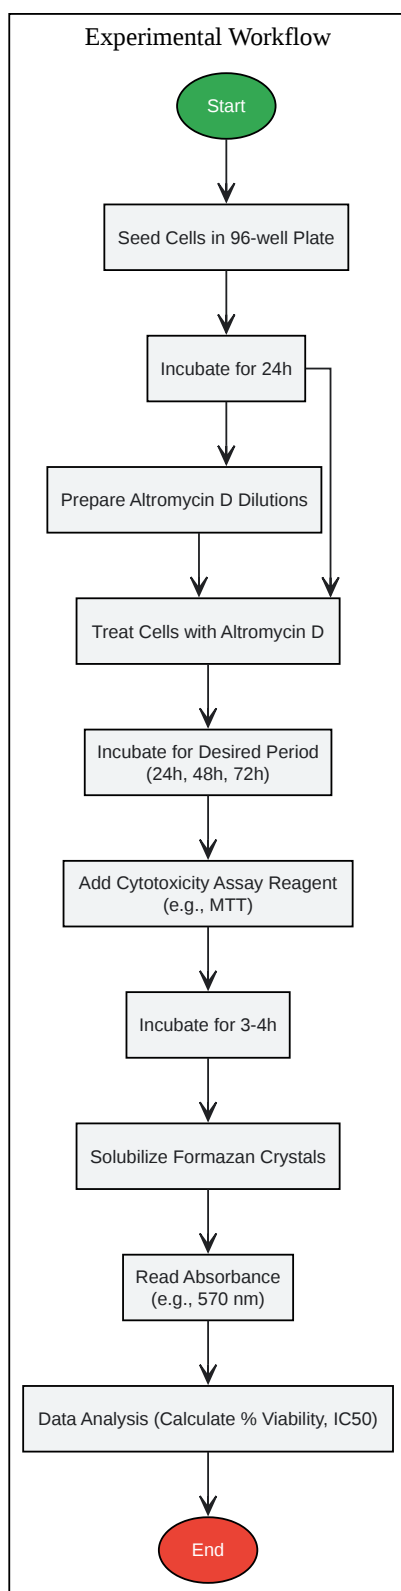 Experimental Workflow
Start
Seed Cells in 96-well Plate
Incubate for 24h
Prepare Altromycin D Dilutions
Treat Cells with Altromycin D
Incubate for Desired Period
(24h, 48h, 72h)
Add Cytotoxicity Assay Reagent
(e.g., MTT)
Incubate for 3-4h
Solubilize Formazan Crystals
Read Absorbance
(e.g., 570 nm)
Data Analysis (Calculate % Viability, IC50)
End